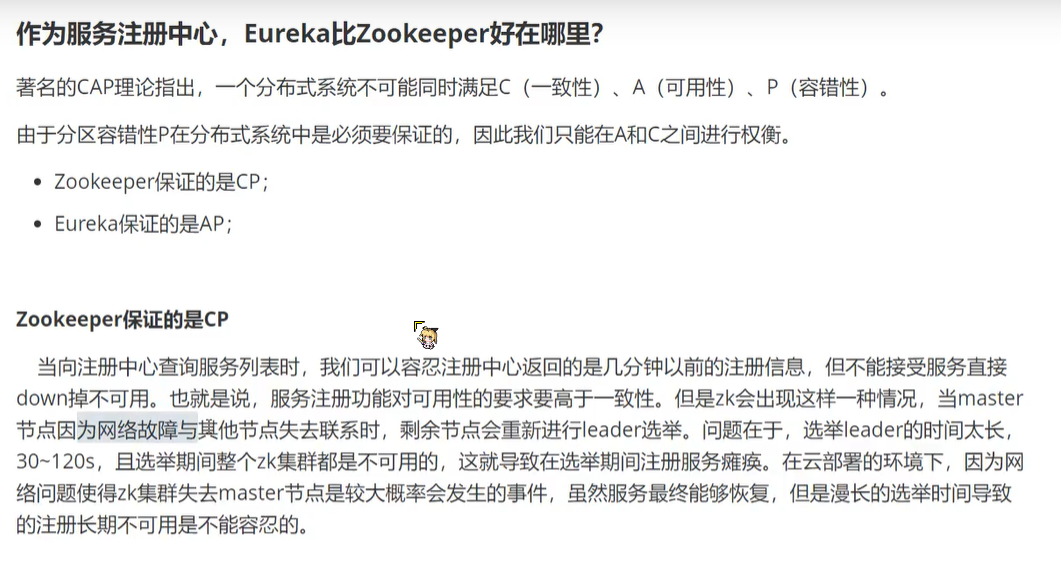 作为服务注册中心，Eureka比Zookeeper好在哪里？
著名的CAP理论指出，一个分布式系统不可能同时满足C（一致性）、A（可用性）、P（容错性）。
由于分区容错性P在分布式系统中是必须要保证的，因此我们只能在A和C之间进行权衡。
• Zookeeper保证的是CP；
• Eureka保证的是AP；
Zookeeper保证的是CP
当向注册中心查询服务列表时，我们可以容忍注册中心返回的是几分钟以前的注册信息，但不能接受服务直接
down掉不可用。也就是说，服务注册功能对可用性的要求要高于一致性。但是zk会出现这样一种情况，当master
节点因为网络故障与其他节点失去联系时，剩余节点会重新进行leader选举。问题在于，选举leader的时间太长，
30~120s，且选举期间整个zk集群都是不可用的，这就导致在选举期间注册服务瘫痪。在云部署的环境下，因为网
络问题使得zk集群失去master节点是较大概率会发生的事件，虽然服务最终能够恢复，但是漫长的选举时间导致
的注册长期不可用是不能容忍的。